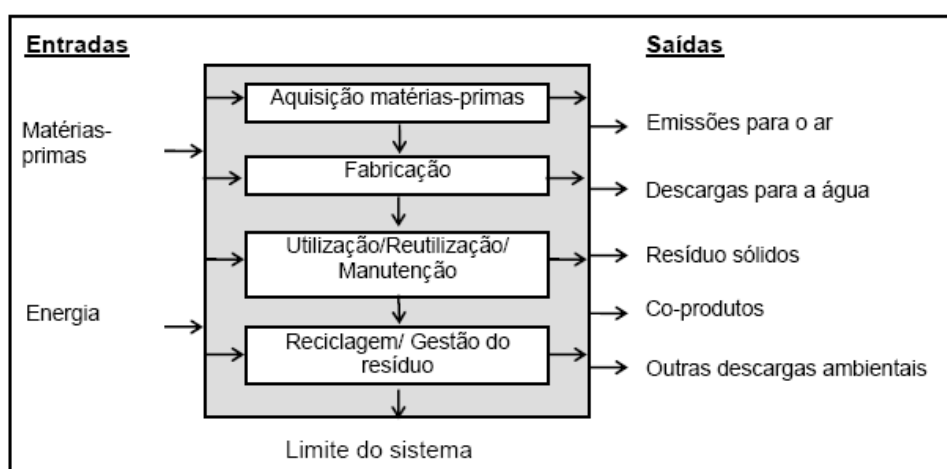 Entradas
Saídas
Matérias-
primas
Energia
Aquisição matérias-primas
Fabricação
Utilização/Reutilização/
Manutenção
Reciclagem/ Gestão do
resíduo
Limite do sistema
Emissões para o ar
Descargas para a água
Resíduo sólidos
Co-produtos
Outras descargas ambientais